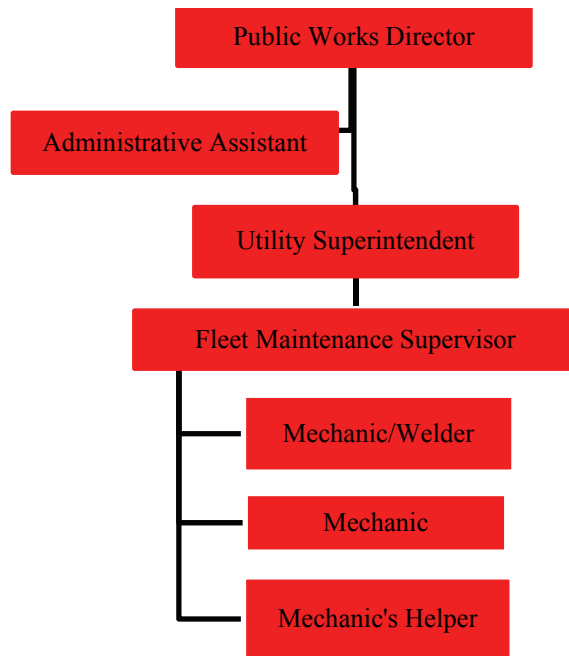 Public Works Director
Administrative Assistant
Utility Superintendent
Fleet Maintenance Supervisor
Mechanic/Welder
Mechanic
Mechanic's Helper